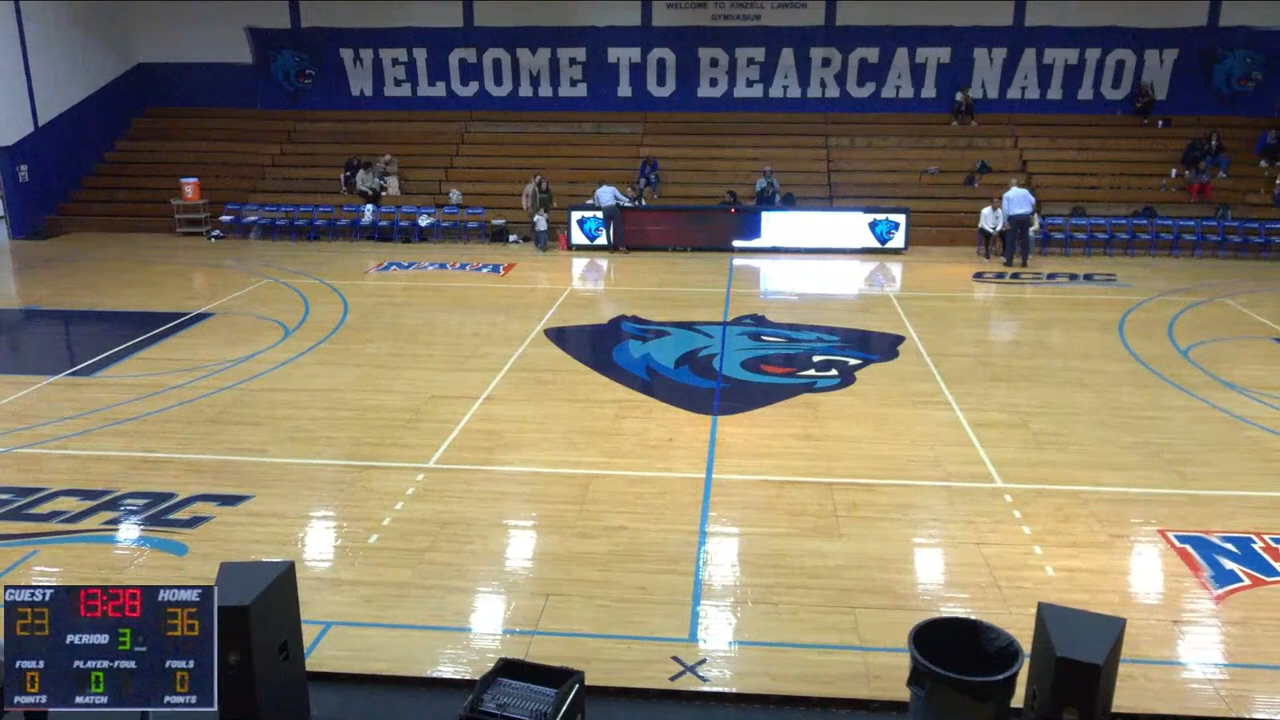 WELCOME TO KINZELL LAWSON
GYMNASIUM
WELCOME TO BEARCAT NATION
NAIA
GCAC
GCAC
GUEST 13:28 HOME
23 36
PERIOD 3
FOULS PLAYER-FOUL FOULS
0 0 0
POINTS MATCH POINTS